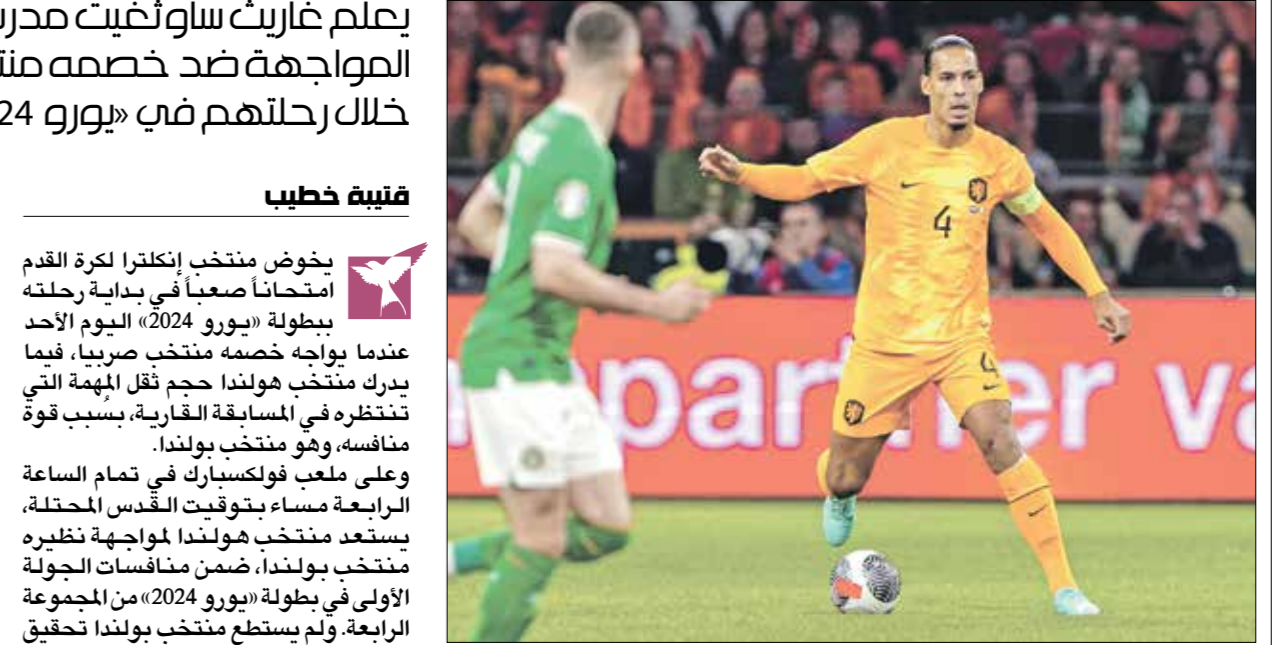 يعلم غاريث ساوثغيت مدر
المواجهة ضد خصمه منت
خلال رحلتهم في «يورو 24
قتيبة خطيب
يخوض منتخب إنكلترا لكرة القدم
امتحاناً صعباً في بداية رحلته
ببطولة «يورو 2024» اليوم الأحد
عندما يواجه خصمه منتخب صربيا، فيما
يدرك منتخب هولندا حجم ثقل المهمة التي
تنتظره في المسابقة القارية، بسُبب قوة
منافسه، وهو منتخب بولندا.
وعلى ملعب فولكسبارك في تمام الساعة
الرابعة مساء بتوقيت القدس المحتلة،
يستعد منتخب هولندا لمواجهة نظيره
منتخب بولندا، ضمن منافسات الجولة
الأولى في بطولة «يورو 2024» من المجموعة
الرابعة. ولم يستطع منتخب بولندا تحقيق
4
4
partner va